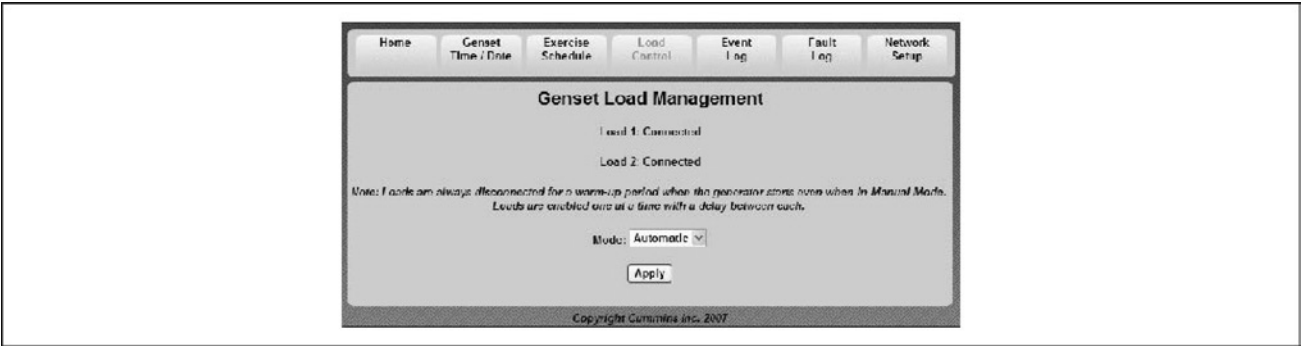 Home
Genset
Time / Date
Exercise
Schedule
Load
Control
Event
Log
Fault
Log
Network
Setup
Genset Load Management
Load 1: Connected
Load 2: Connected
Note: Loads are always disconnected for a warm-up period when the generator starts even when in Manual Mode.
Loads are enabled one at a time with a delay between each.
Mode: Automatic
Apply
Copyright Cummins Inc. 2007